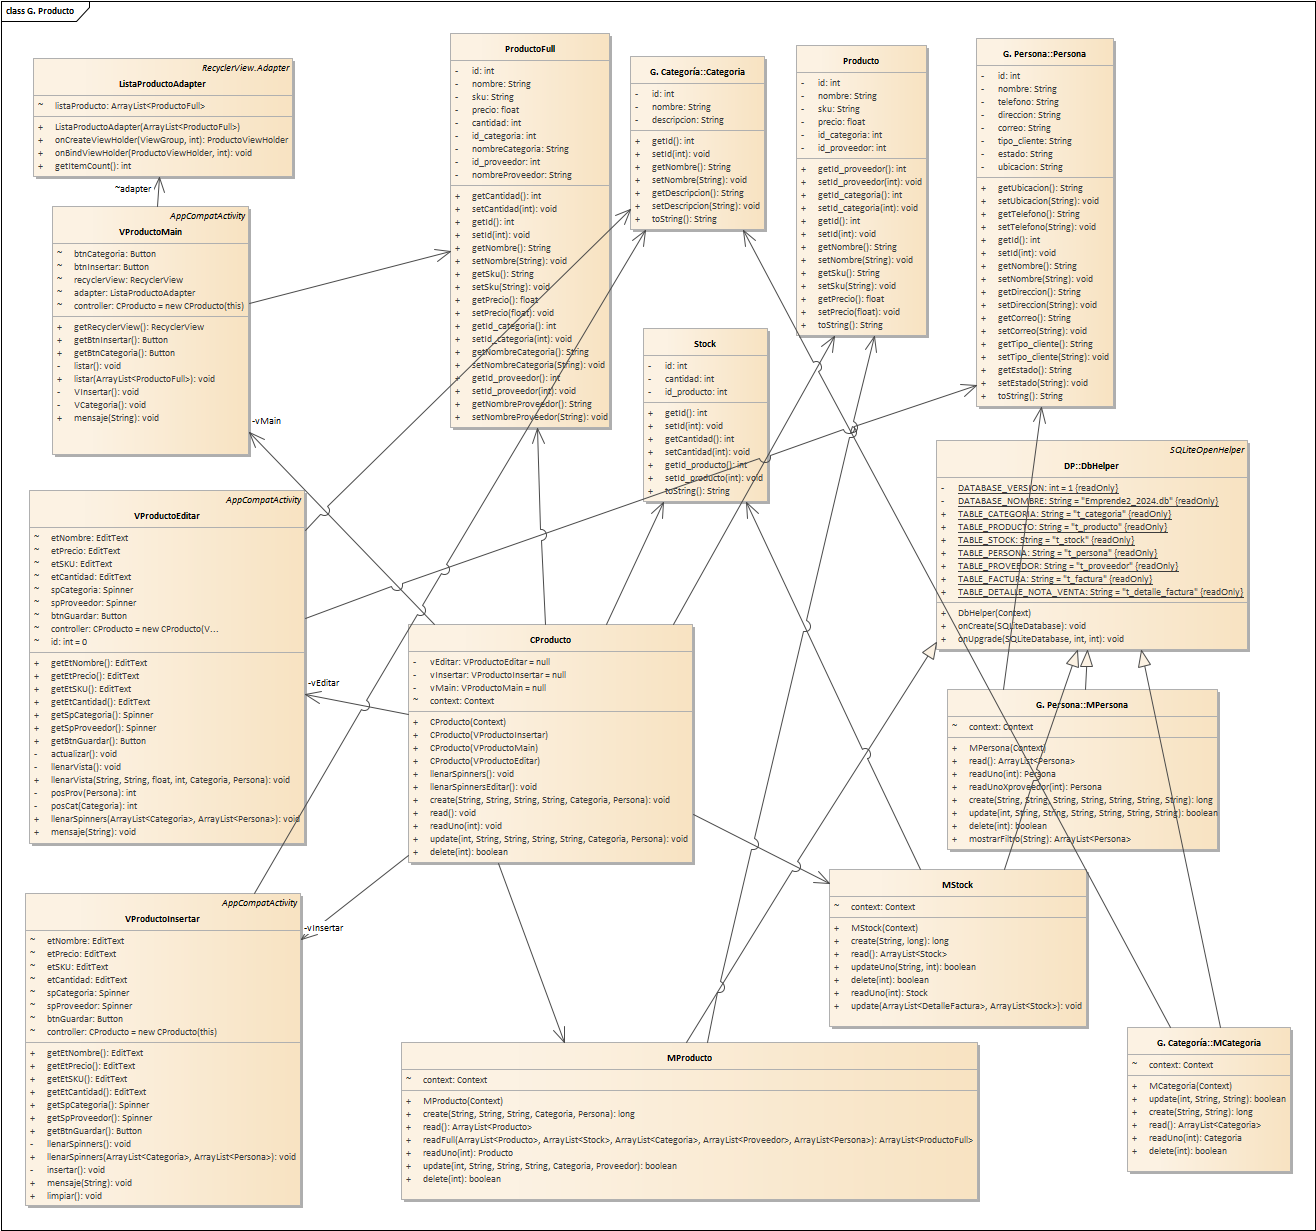 class G. Producto
RecyclerView.Adapter
ListaProductoAdapter
~ listaProducto: ArrayList<ProductoFull>
+ ListaProductoAdapter(ArrayList<ProductoFull>)
+ onCreateViewHolder(ViewGroup, int): ProductoViewHolder
+ onBindViewHolder(ProductoViewHolder, int): void
+ getItemCount(): int
~adapter
AppCompatActivity
VProductoMain
~ btnCategoria: Button
~ btnInsertar: Button
~ recyclerView: RecyclerView
~ adapter: ListaProductoAdapter
~ controller: CProducto = new CProducto(this)
+ getRecyclerView(): RecyclerView
+ getBtnInsertar(): Button
+ getBtnCategoria(): Button
- listar(): void
+ listar(ArrayList<ProductoFull>): void
- VInsertar(): void
- VCategoria(): void
+ mensaje(String): void
-vMain
ProductoFull
- id: int
- nombre: String
- sku: String
- precio: float
- cantidad: int
- id_categoria: int
- nombreCategoria: String
- id_proveedor: int
- nombreProveedor: String
+ getCantidad(): int
+ setCantidad(int): void
+ getId(): int
+ setId(int): void
+ getNombre(): String
+ setNombre(String): void
+ getSku(): String
+ setSku(String): void
+ getPrecio(): float
+ setPrecio(float): void
+ getId_categoria(): int
+ setId_categoria(int): void
+ getNombreCategoria(): String
+ setNombreCategoria(String): void
+ getId_proveedor(): int
+ setId_proveedor(int): void
+ getNombreProveedor(): String
+ setNombreProveedor(String): void
G. Categoría::Categoria
- id: int
- nombre: String
- descripcion: String
+ getId(): int
+ setId(int): void
+ getNombre(): String
+ setNombre(String): void
+ getDescripcion(): String
+ setDescripcion(String): void
+ toString(): String
Producto
- id: int
- nombre: String
- sku: String
- precio: float
- id_categoria: int
- id_proveedor: int
+ getId_proveedor(): int
+ setId_proveedor(int): void
+ getId_categoria(): int
+ setId_categoria(int): void
+ getId(): int
+ setId(int): void
+ getNombre(): String
+ setNombre(String): void
+ getSku(): String
+ setSku(String): void
+ getPrecio(): float
+ setPrecio(float): void
+ toString(): String
G. Persona::Persona
- id: int
- nombre: String
- telefono: String
- direccion: String
- correo: String
- tipo_cliente: String
- estado: String
- ubicacion: String
+ getUbicacion(): String
+ setUbicacion(String): void
+ getTelefono(): String
+ setTelefono(String): void
+ getId(): int
+ setId(int): void
+ getNombre(): String
+ setNombre(String): void
+ getDireccion(): String
+ setDireccion(String): void
+ getCorreo(): String
+ setCorreo(String): void
+ getTipo_cliente(): String
+ setTipo_cliente(String): void
+ getEstado(): String
+ setEstado(String): void
+ toString(): String
Stock
- id: int
- cantidad: int
- id_producto: int
+ getId(): int
+ setId(int): void
+ getCantidad(): int
+ setCantidad(int): void
+ getId_producto(): int
+ setId_producto(int): void
+ toString(): String
SQLiteOpenHelper
DP::DbHelper
- DATABASE_VERSION: int = 1 {readOnly}
- DATABASE_NOMBRE: String = "Emprende2_2024.db" {readOnly}
+ TABLE_CATEGORIA: String = "t_categoria" {readOnly}
+ TABLE_PRODUCTO: String = "t_producto" {readOnly}
+ TABLE_STOCK: String = "t_stock" {readOnly}
+ TABLE_PERSONA: String = "t_persona" {readOnly}
+ TABLE_PROVEEDOR: String = "t_proveedor" {readOnly}
+ TABLE_FACTURA: String = "t_factura" {readOnly}
+ TABLE_DETALLE_NOTA_VENTA: String = "t_detalle_factura" {readOnly}
+ DbHelper(Context)
+ onCreate(SQLiteDatabase): void
+ onUpgrade(SQLiteDatabase, int, int): void
AppCompatActivity
VProductoEditar
~ etNombre: EditText
~ etPrecio: EditText
~ etSKU: EditText
~ etCantidad: EditText
~ spCategoria: Spinner
~ spProveedor: Spinner
~ btnGuardar: Button
~ controller: CProducto = new CProducto(V...
~ id: int = 0
+ getEtNombre(): EditText
+ getEtPrecio(): EditText
+ getEtSKU(): EditText
+ getEtCantidad(): EditText
+ getSpCategoria(): Spinner
+ getSpProveedor(): Spinner
+ getBtnGuardar(): Button
- actualizar(): void
- llenarVista(): void
+ llenarVista(String, String, float, int, Categoria, Persona): void
- posProv(Persona): int
- posCat(Categoria): int
+ llenarSpinners(ArrayList<Categoria>, ArrayList<Persona>): void
+ mensaje(String): void
-vEditar
CProducto
- vEditar: VProductoEditar = null
- vInsertar: VProductoInsertar = null
- vMain: VProductoMain = null
~ context: Context
+ CProducto(Context)
+ CProducto(VProductoInsertar)
+ CProducto(VProductoMain)
+ CProducto(VProductoEditar)
+ llenarSpinners(): void
+ llenarSpinnersEditar(): void
+ create(String, String, String, String, Categoria, Persona): void
+ read(): void
+ readUno(int): void
+ update(int, String, String, String, String, Categoria, Persona): void
+ delete(int): boolean
G. Persona::MPersona
~ context: Context
+ MPersona(Context)
+ read(): ArrayList<Persona>
+ readUno(int): Persona
+ readUnoXproveedor(int): Persona
+ create(String, String, String, String, String, String): long
+ update(int, String, String, String, String, String, String): boolean
+ delete(int): boolean
+ mostrarFiltro(String): ArrayList<Persona>
MStock
~ context: Context
+ MStock(Context)
+ create(String, long): long
+ read(): ArrayList<Stock>
+ updateUno(String, int): boolean
+ delete(int): boolean
+ readUno(int): Stock
+ update(ArrayList<DetalleFactura>, ArrayList<Stock>): void
AppCompatActivity
VProductoInsertar
~ etNombre: EditText
~ etPrecio: EditText
~ etSKU: EditText
~ etCantidad: EditText
~ spCategoria: Spinner
~ spProveedor: Spinner
~ btnGuardar: Button
~ controller: CProducto = new CProducto(this)
+ getEtNombre(): EditText
+ getEtPrecio(): EditText
+ getEtSKU(): EditText
+ getEtCantidad(): EditText
+ getSpCategoria(): Spinner
+ getSpProveedor(): Spinner
+ getBtnGuardar(): Button
- llenarSpinners(): void
+ llenarSpinners(ArrayList<Categoria>, ArrayList<Persona>): void
- insertar(): void
+ mensaje(String): void
+ limpiar(): void
-vInsertar
MProducto
~ context: Context
+ MProducto(Context)
+ create(String, String, String, Categoria, Persona): long
+ read(): ArrayList<Producto>
+ readFull(ArrayList<Producto>, ArrayList<Stock>, ArrayList<Categoria>, ArrayList<Proveedor>, ArrayList<Persona>): ArrayList<ProductoFull>
+ readUno(int): Producto
+ update(int, String, String, String, Categoria, Proveedor): boolean
+ delete(int): boolean
G. Categoría::MCategoria
~ context: Context
+ MCategoria(Context)
+ update(int, String, String): boolean
+ create(String, String): long
+ read(): ArrayList<Categoria>
+ readUno(int): Categoria
+ delete(int): boolean